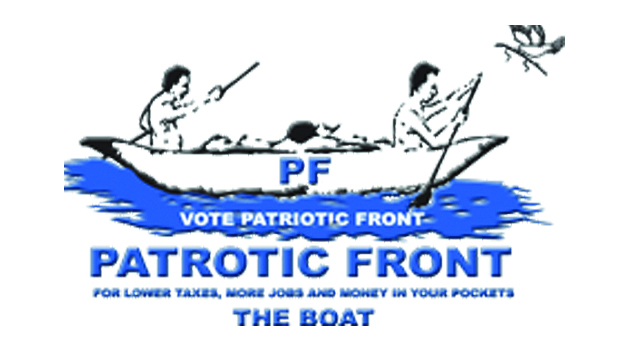 PF
VOTE PATRIOTIC FRONT
PATROTIC FRONT
FOR LOWER TAXES, MORE JOBS AND MONEY IN YOUR POCKETS
THE BOAT